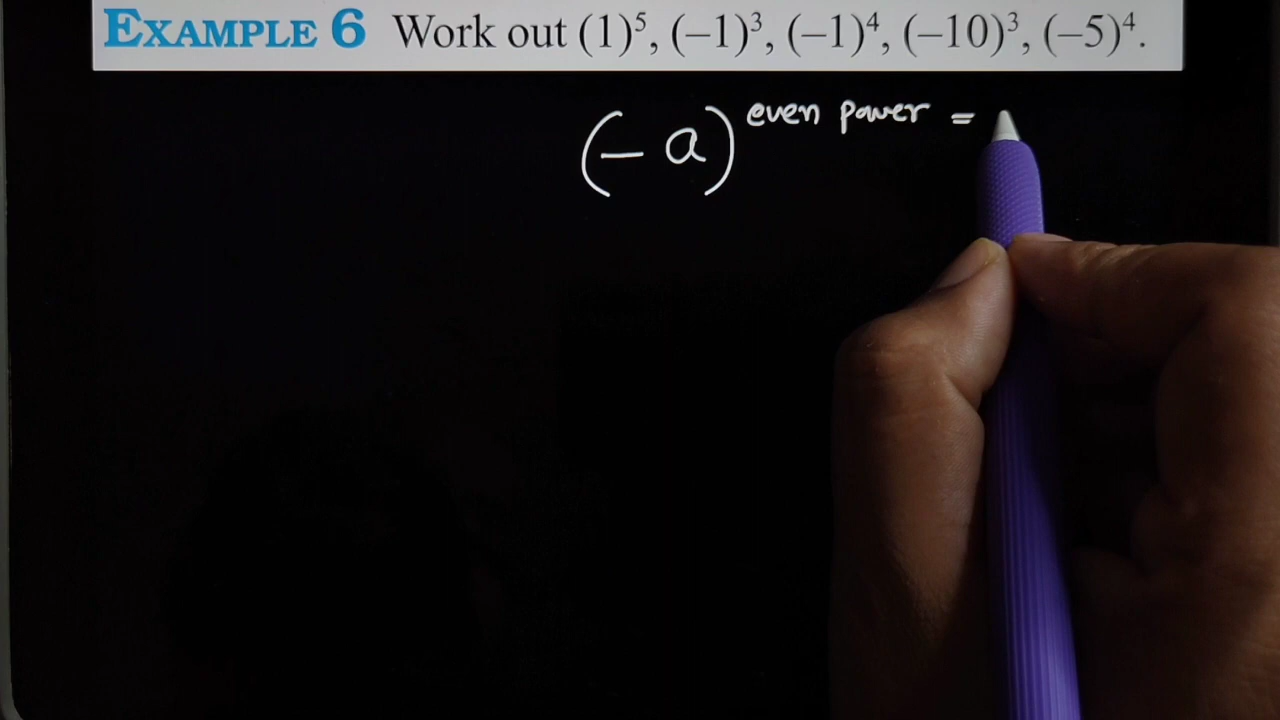 EXAMPLE 6 Work out (1)⁵, (–1)³, (–1)⁴, (–10)³, (–5)⁴.
(– a)^even power =